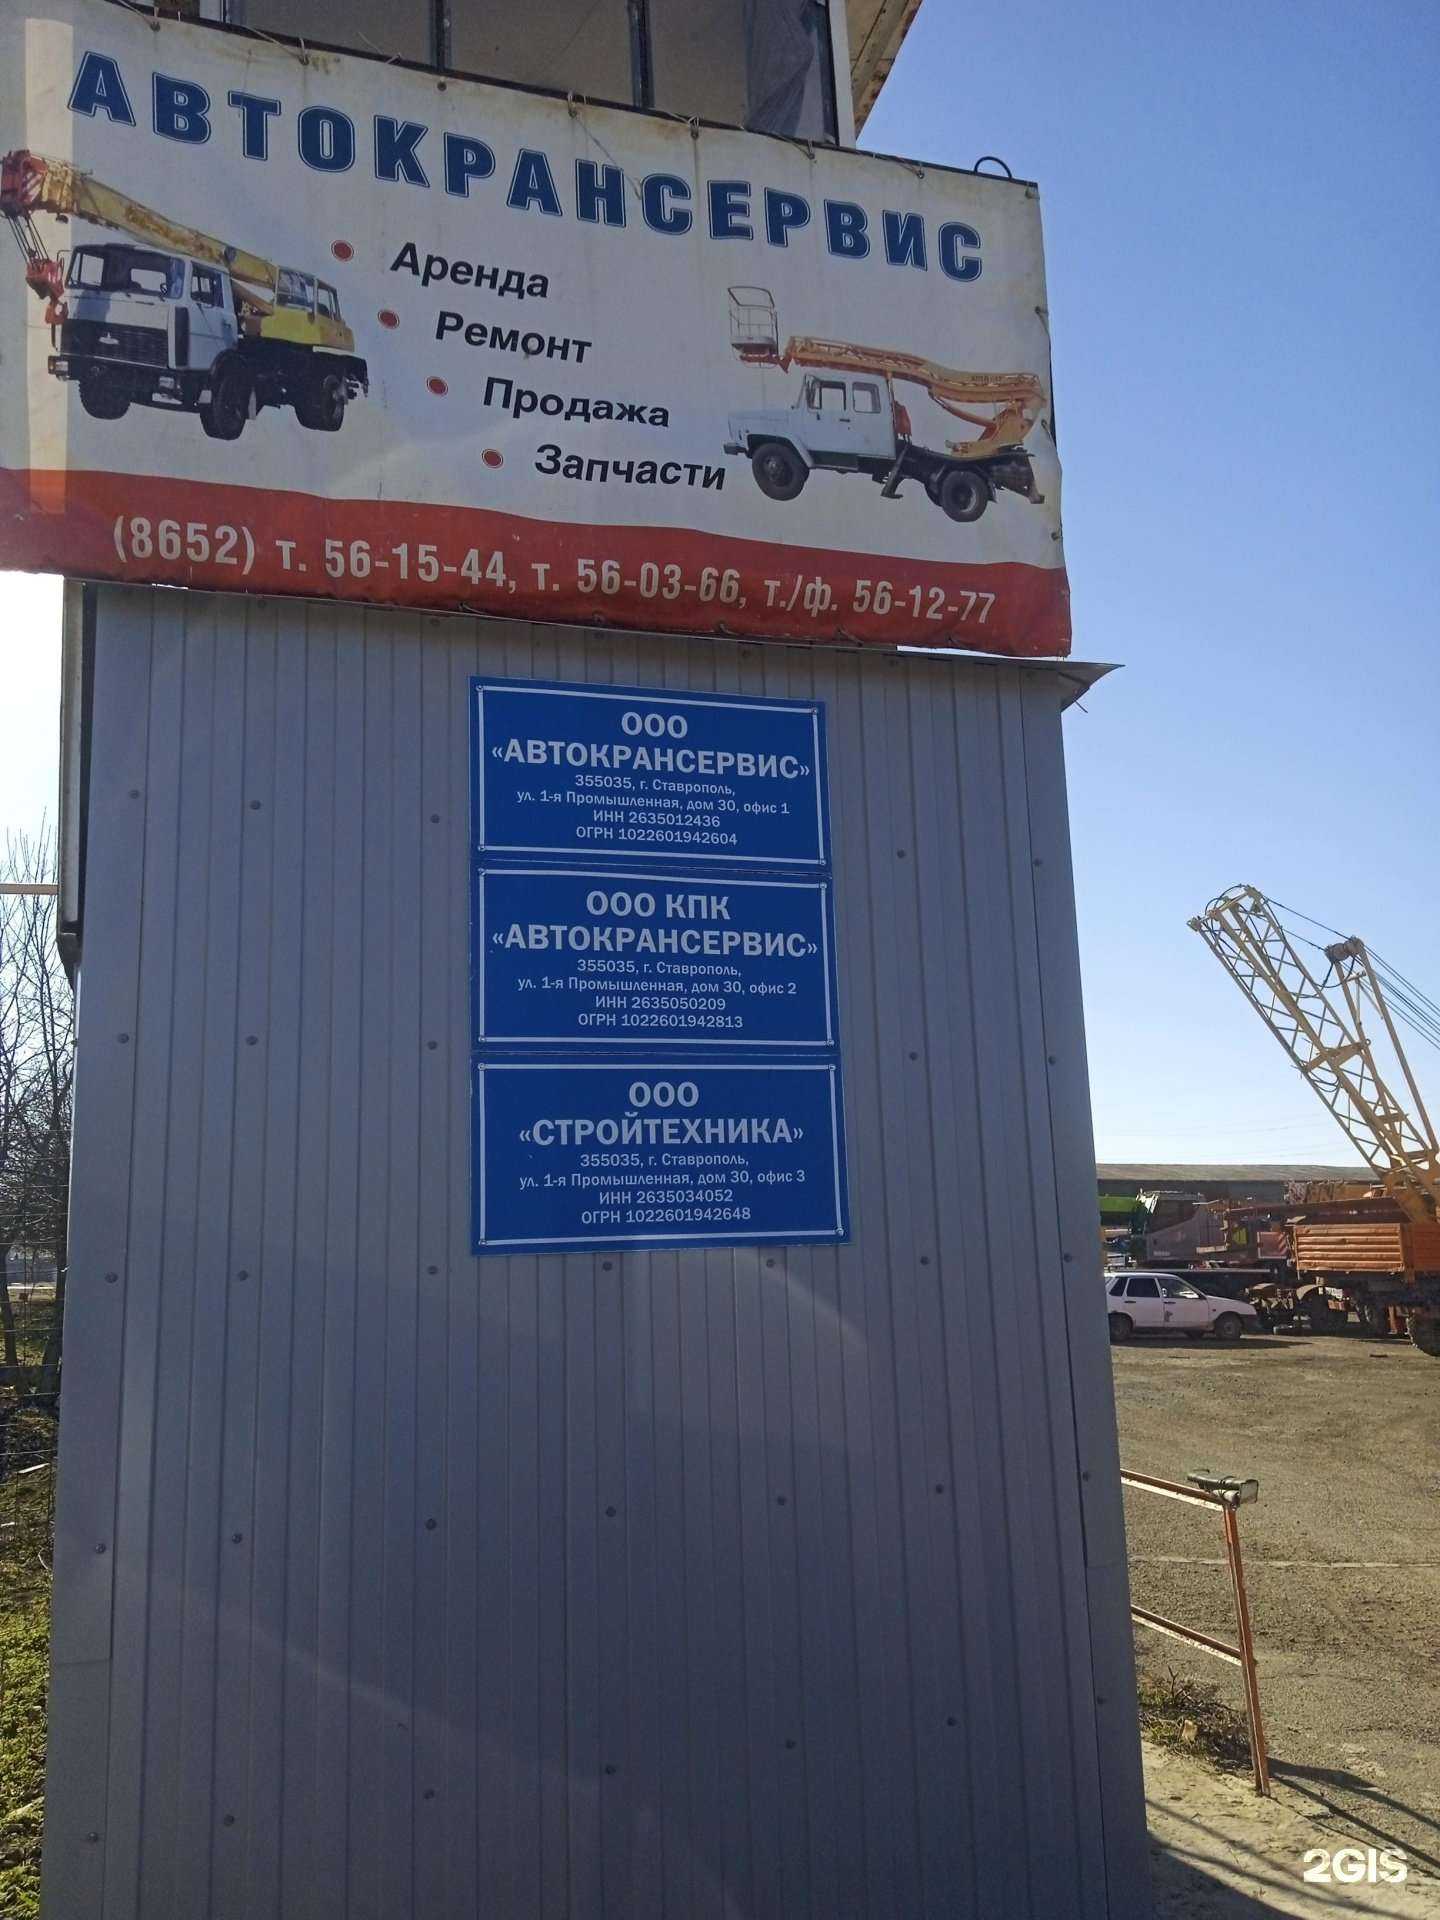 АВТОКРАНСЕРВИС
• Аренда
• Ремонт
• Продажа
• Запчасти
(8652) т. 56-15-44, т. 56-03-66, т./ф. 56-12-77
ООО
«АВТОКРАНСЕРВИС»
355035, г. Ставрополь,
ул. 1-я Промышленная, дом 30, офис 1
ИНН 2635012436
ОГРН 1022601942604
ООО КПК
«АВТОКРАНСЕРВИС»
355035, г. Ставрополь,
ул. 1-я Промышленная, дом 30, офис 2
ИНН 2635050209
ОГРН 1022601942813
ООО
«СТРОЙТЕХНИКА»
355035, г. Ставрополь,
ул. 1-я Промышленная, дом 30, офис 3
ИНН 2635034052
ОГРН 1022601942648
2GIS